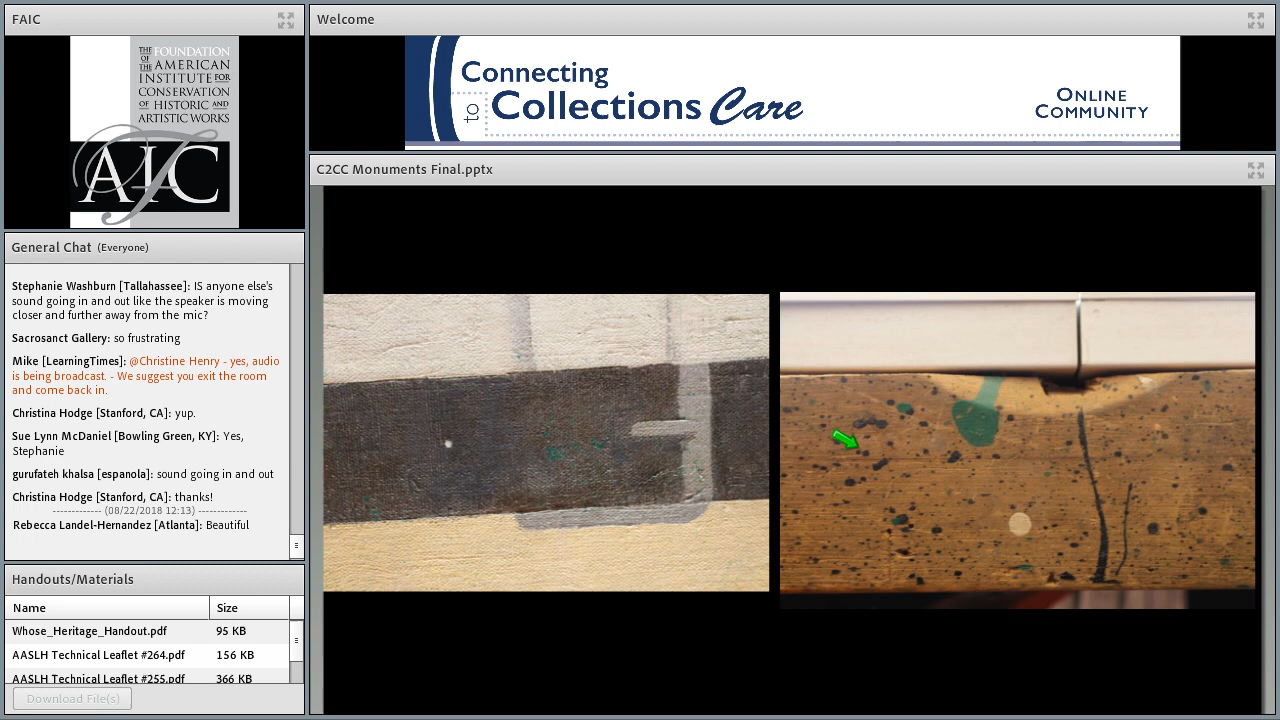 FAIC
THE FOUNDATION
OF THE AMERICAN
INSTITUTE FOR
CONSERVATION
OF HISTORIC AND
ARTISTIC WORKS
AIC
General Chat (Everyone)
Stephanie Washburn [Tallahassee]: IS anyone else's
sound going in and out like the speaker is moving
closer and further away from the mic?
Sacrosanct Gallery: so frustrating
Mike [LearningTimes]: @Christine Henry - yes, audio
is being broadcast. - We suggest you exit the room
and come back in.
Christina Hodge [Stanford, CA]: yup.
Sue Lynn McDaniel [Bowling Green, KY]: Yes,
Stephanie
gurufateh khalsa [espanola]: sound going in and out
Christina Hodge [Stanford, CA]: thanks!
------------- (08/22/2018 12:13) -------------
Rebecca Landel-Hernandez [Atlanta]: Beautiful
Handouts/Materials
Name Size
Whose_Heritage_Handout.pdf 95 KB
AASLH Technical Leaflet #264.pdf 156 KB
AASLH Technical Leaflet #255.pdf 366 KB
Download File(s)
Welcome
Connecting
to Collections Care
ONLINE
COMMUNITY
C2CC Monuments Final.pptx